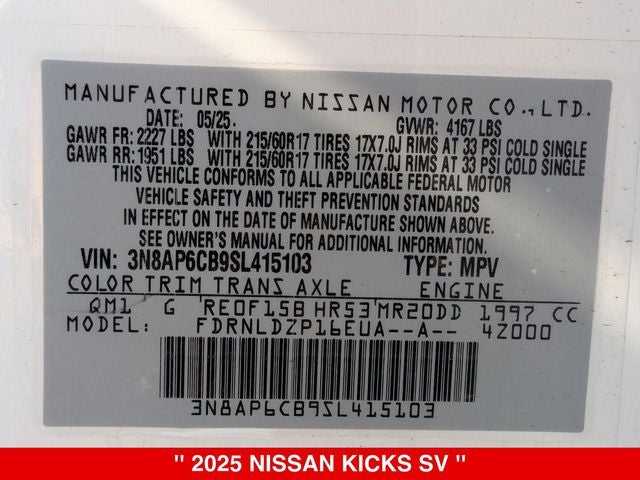 MANUFACTURED BY NISSAN MOTOR CO., LTD.
DATE: 05/25. GVWR: 4167 LBS
GAWR FR: 2227 LBS WITH 215/60R17 TIRES 17X7.0J RIMS AT 33 PSI COLD SINGLE
GAWR RR: 1951 LBS WITH 215/60R17 TIRES 17X7.0J RIMS AT 33 PSI COLD SINGLE
THIS VEHICLE CONFORMS TO ALL APPLICABLE FEDERAL MOTOR
VEHICLE SAFETY AND THEFT PREVENTION STANDARDS
IN EFFECT ON THE DATE OF MANUFACTURE SHOWN ABOVE.
SEE OWNER'S MANUAL FOR ADDITIONAL INFORMATION.
VIN: 3N8AP6CB9SL415103 TYPE: MPV
COLOR TRIM TRANS AXLE ENGINE
QM1 G RE0F15B HR53 MR20DD 1997 CC
MODEL: FDRNLDZP16EUA--A-- 4Z000
3N8AP6CB9SL415103
" 2025 NISSAN KICKS SV "